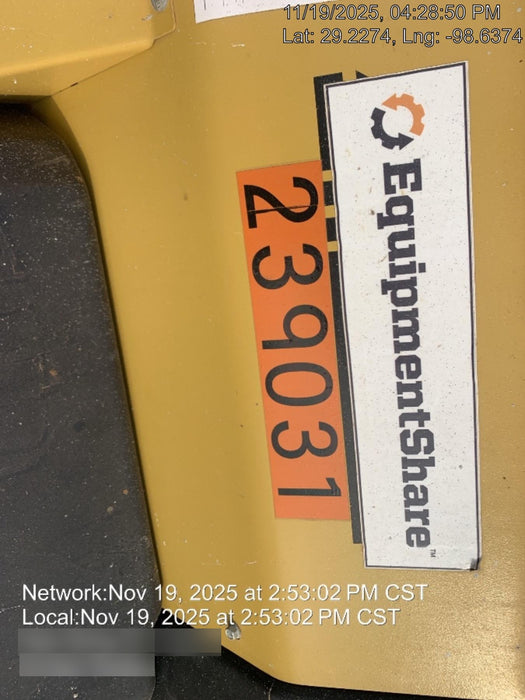 11/19/2025, 04:28:50 PM
Lat: 29.2274, Lng: -98.6374
EquipmentShare™
239031
Network:Nov 19, 2025 at 2:53:02 PM CST
Local:Nov 19, 2025 at 2:53:02 PM CST